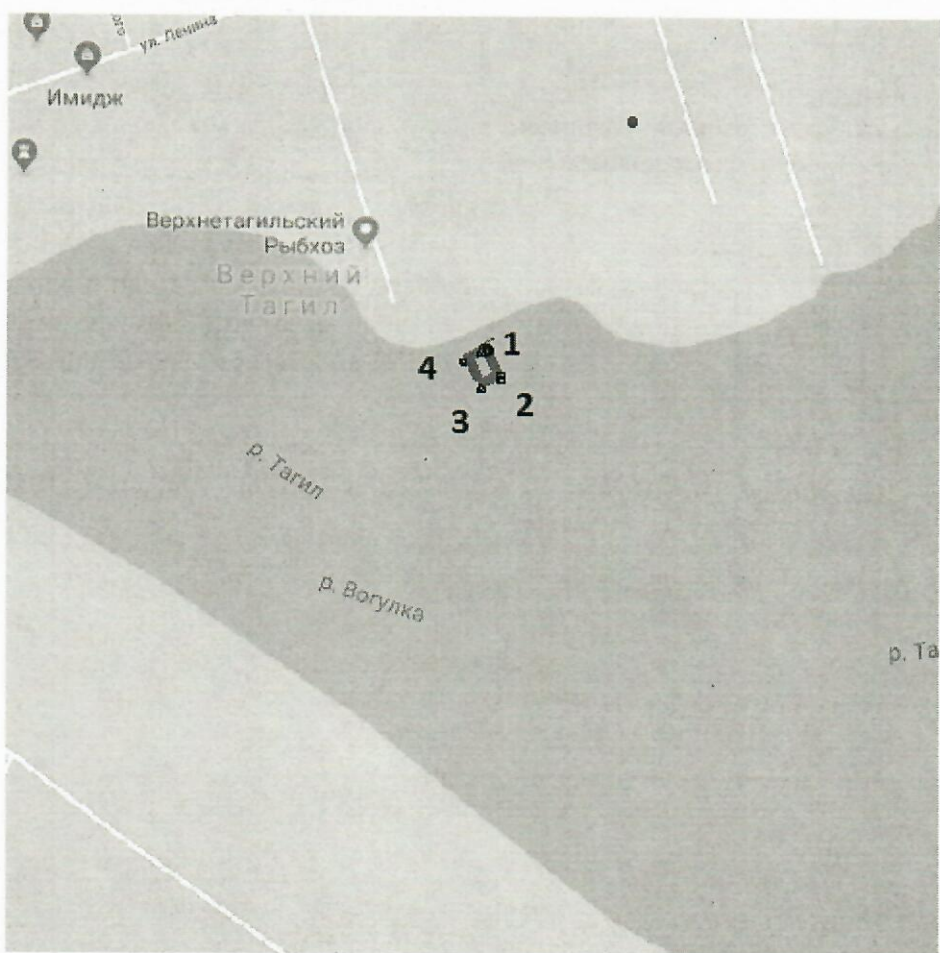 ул. Ленина
Имидж
Верхнетагильский
Рыбхоз
Верхний
Тагил
1
4
2
3
р. Тагил
р. Вогулка
р. Та